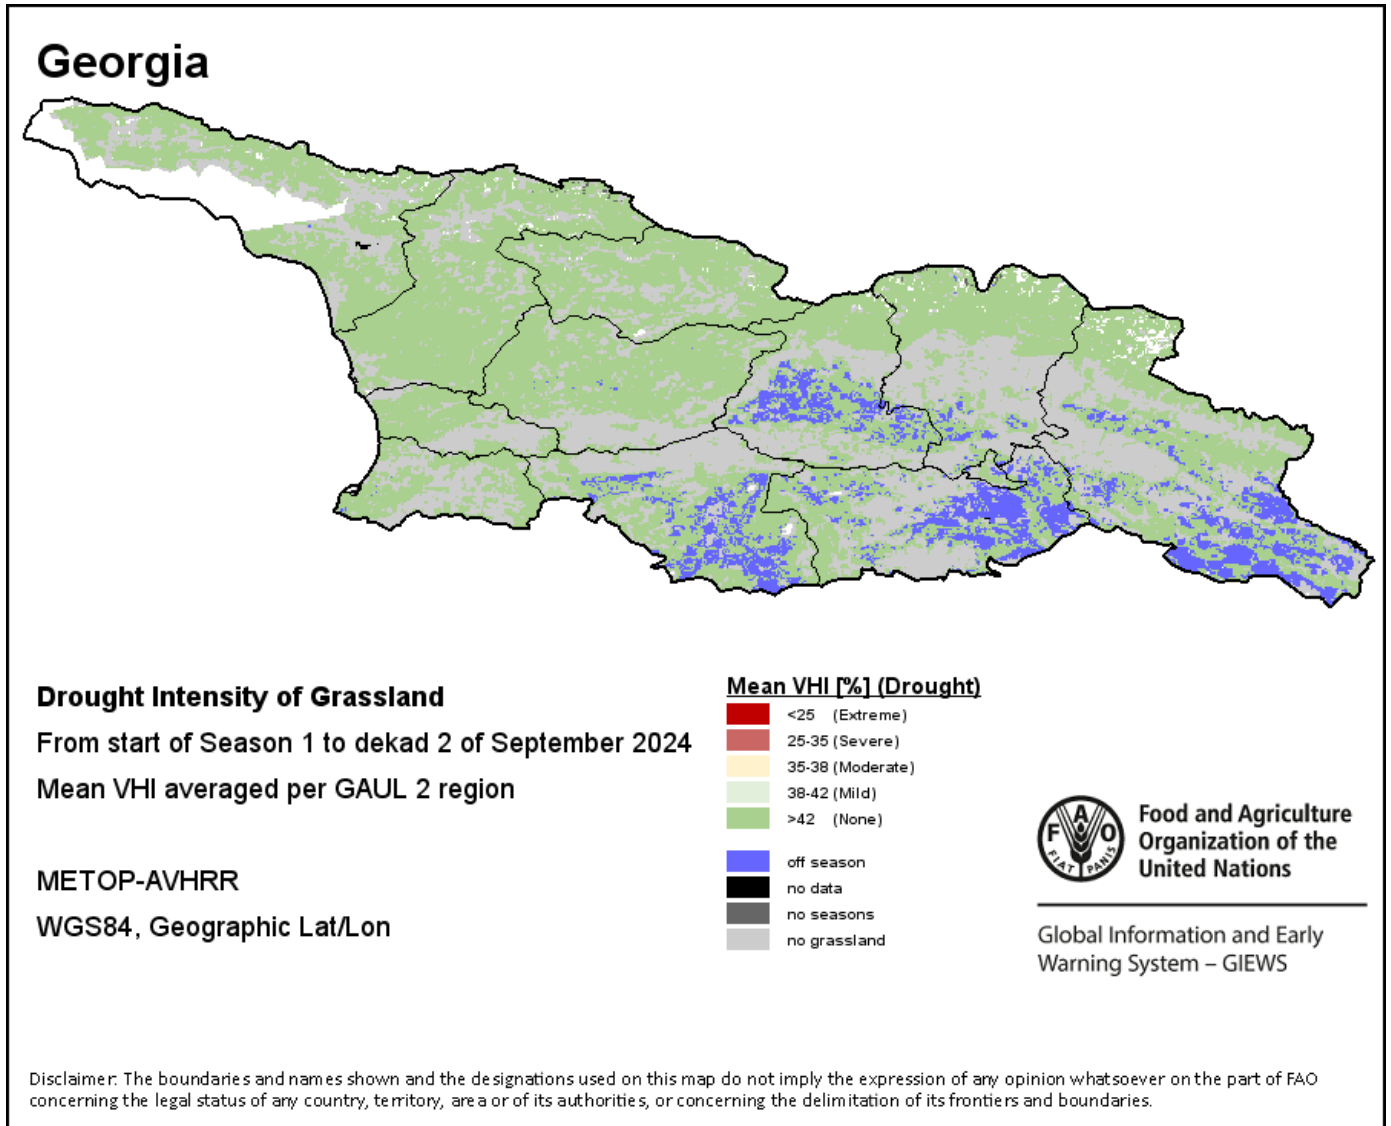 Georgia
Drought Intensity of Grassland
From start of Season 1 to dekad 2 of September 2024
Mean VHI averaged per GAUL 2 region
METOP-AVHRR
WGS84, Geographic Lat/Lon
Mean VHI [%] (Drought)
<25 (Extreme)
25-35 (Severe)
35-38 (Moderate)
38-42 (Mild)
>42 (None)
off season
no data
no seasons
no grassland
F A O
FIAT PANIS
Food and Agriculture
Organization of the
United Nations
Global Information and Early
Warning System – GIEWS
Disclaimer: The boundaries and names shown and the designations used on this map do not imply the expression of any opinion whatsoever on the part of FAO
concerning the legal status of any country, territory, area or of its authorities, or concerning the delimitation of its frontiers and boundaries.